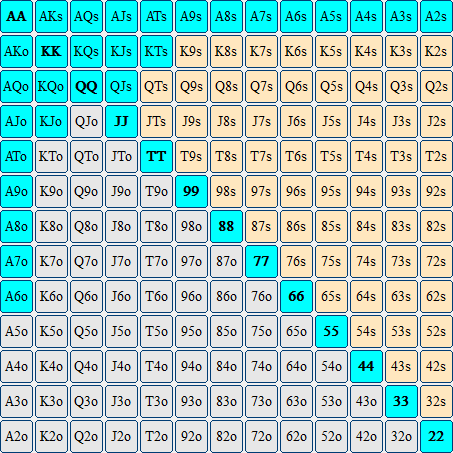 AA AKs AQs AJs ATs A9s A8s A7s A6s A5s A4s A3s A2s
AKo KK KQs KJs KTs K9s K8s K7s K6s K5s K4s K3s K2s
AQo KQo QQ QJs QTs Q9s Q8s Q7s Q6s Q5s Q4s Q3s Q2s
AJo KJo QJo JJ JTs J9s J8s J7s J6s J5s J4s J3s J2s
ATo KTo QTo JTo TT T9s T8s T7s T6s T5s T4s T3s T2s
A9o K9o Q9o J9o T9o 99 98s 97s 96s 95s 94s 93s 92s
A8o K8o Q8o J8o T8o 98o 88 87s 86s 85s 84s 83s 82s
A7o K7o Q7o J7o T7o 97o 87o 77 76s 75s 74s 73s 72s
A6o K6o Q6o J6o T6o 96o 86o 76o 66 65s 64s 63s 62s
A5o K5o Q5o J5o T5o 95o 85o 75o 65o 55 54s 53s 52s
A4o K4o Q4o J4o T4o 94o 84o 74o 64o 54o 44 43s 42s
A3o K3o Q3o J3o T3o 93o 83o 73o 63o 53o 43o 33 32s
A2o K2o Q2o J2o T2o 92o 82o 72o 62o 52o 42o 32o 22